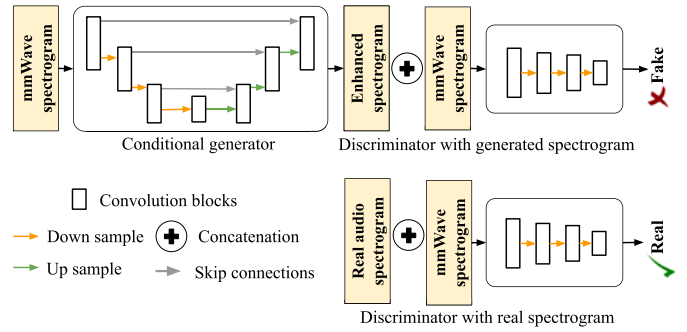 mmWave
spectrogram
Enhanced
spectrogram
mmWave
spectrogram
Fake
Conditional generator
Discriminator with generated spectrogram
Convolution blocks
Down sample
Concatenation
Up sample
Skip connections
Real audio
spectrogram
mmWave
spectrogram
Real
Discriminator with real spectrogram